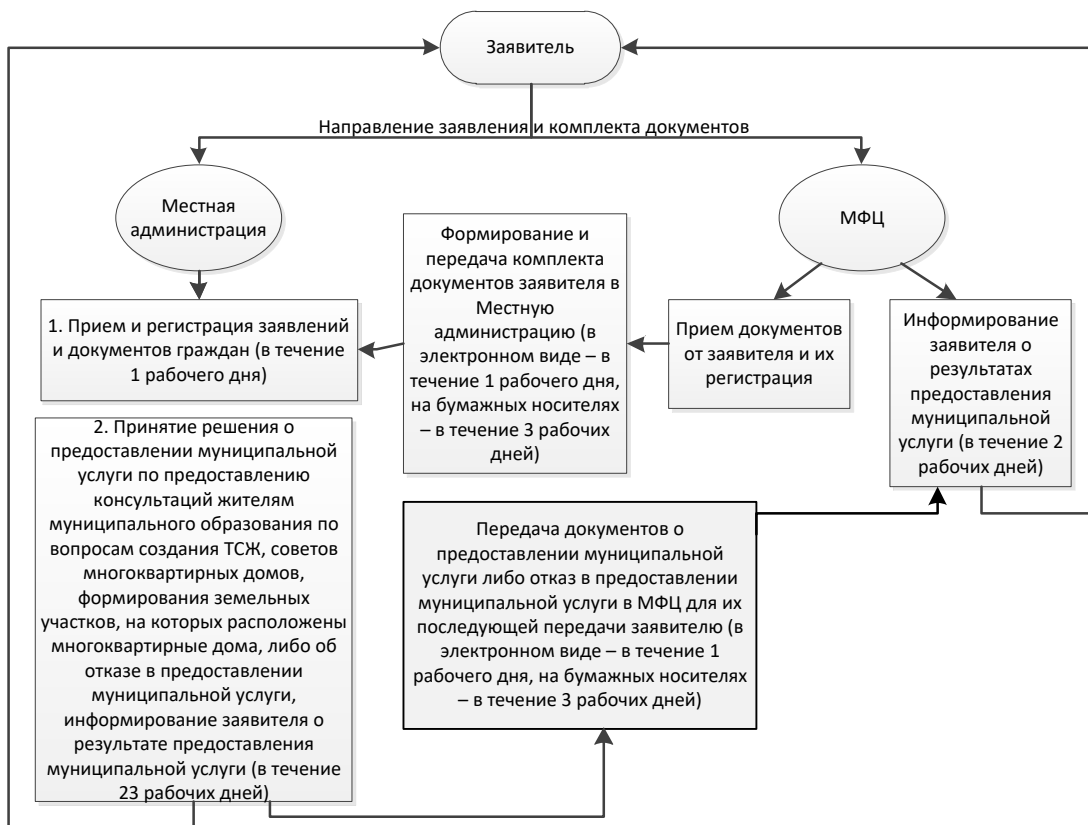 Заявитель
Направление заявления и комплекта документов
Местная
администрация
МФЦ
1. Прием и регистрация заявлений
и документов граждан (в течение
1 рабочего дня)
Формирование и
передача комплекта
документов заявителя в
Местную
администрацию (в
электронном виде – в
течение 1 рабочего дня,
на бумажных носителях
– в течение 3 рабочих
дней)
Прием документов
от заявителя и их
регистрация
Информирование
заявителя о
результатах
предоставления
муниципальной
услуги (в течение 2
рабочих дней)
2. Принятие решения о
предоставлении муниципальной
услуги по предоставлению
консультаций жителям
муниципального образования по
вопросам создания ТСЖ, советов
многоквартирных домов,
формирования земельных
участков, на которых расположены
многоквартирные дома, либо об
отказе в предоставлении
муниципальной услуги,
информирование заявителя о
результате предоставления
муниципальной услуги (в течение
23 рабочих дней)
Передача документов о
предоставлении муниципальной
услуги либо отказ в предоставлении
муниципальной услуги в МФЦ для их
последующей передачи заявителю (в
электронном виде – в течение 1
рабочего дня, на бумажных носителях
– в течение 3 рабочих дней)